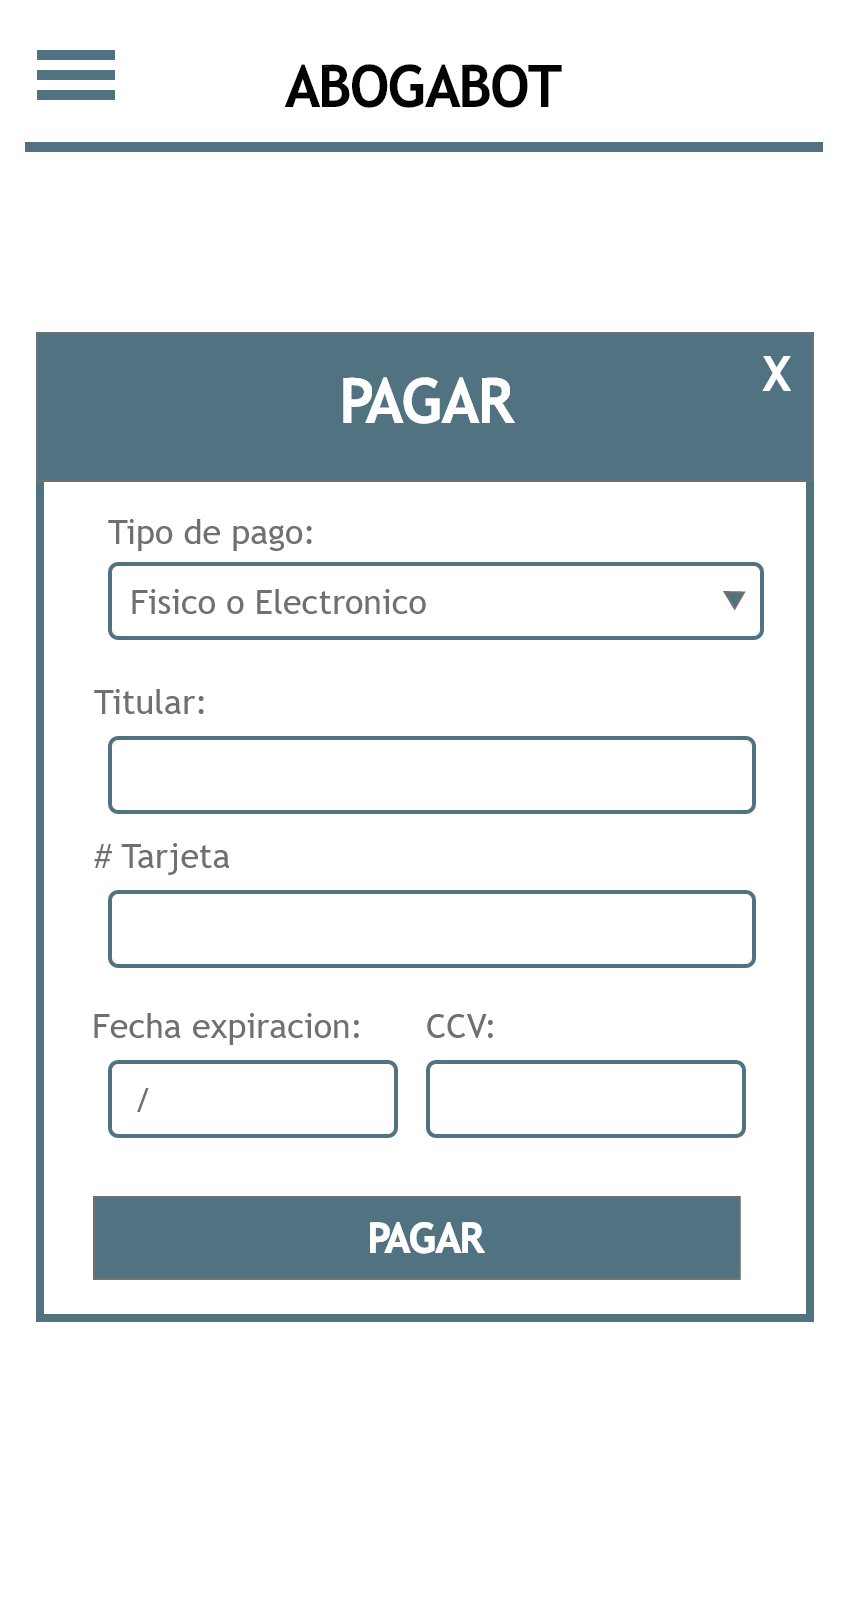 ABOGABOT
PAGAR
X
Tipo de pago:
Fisico o Electronico
Titular:
# Tarjeta
Fecha expiracion: CCV:
/
PAGAR